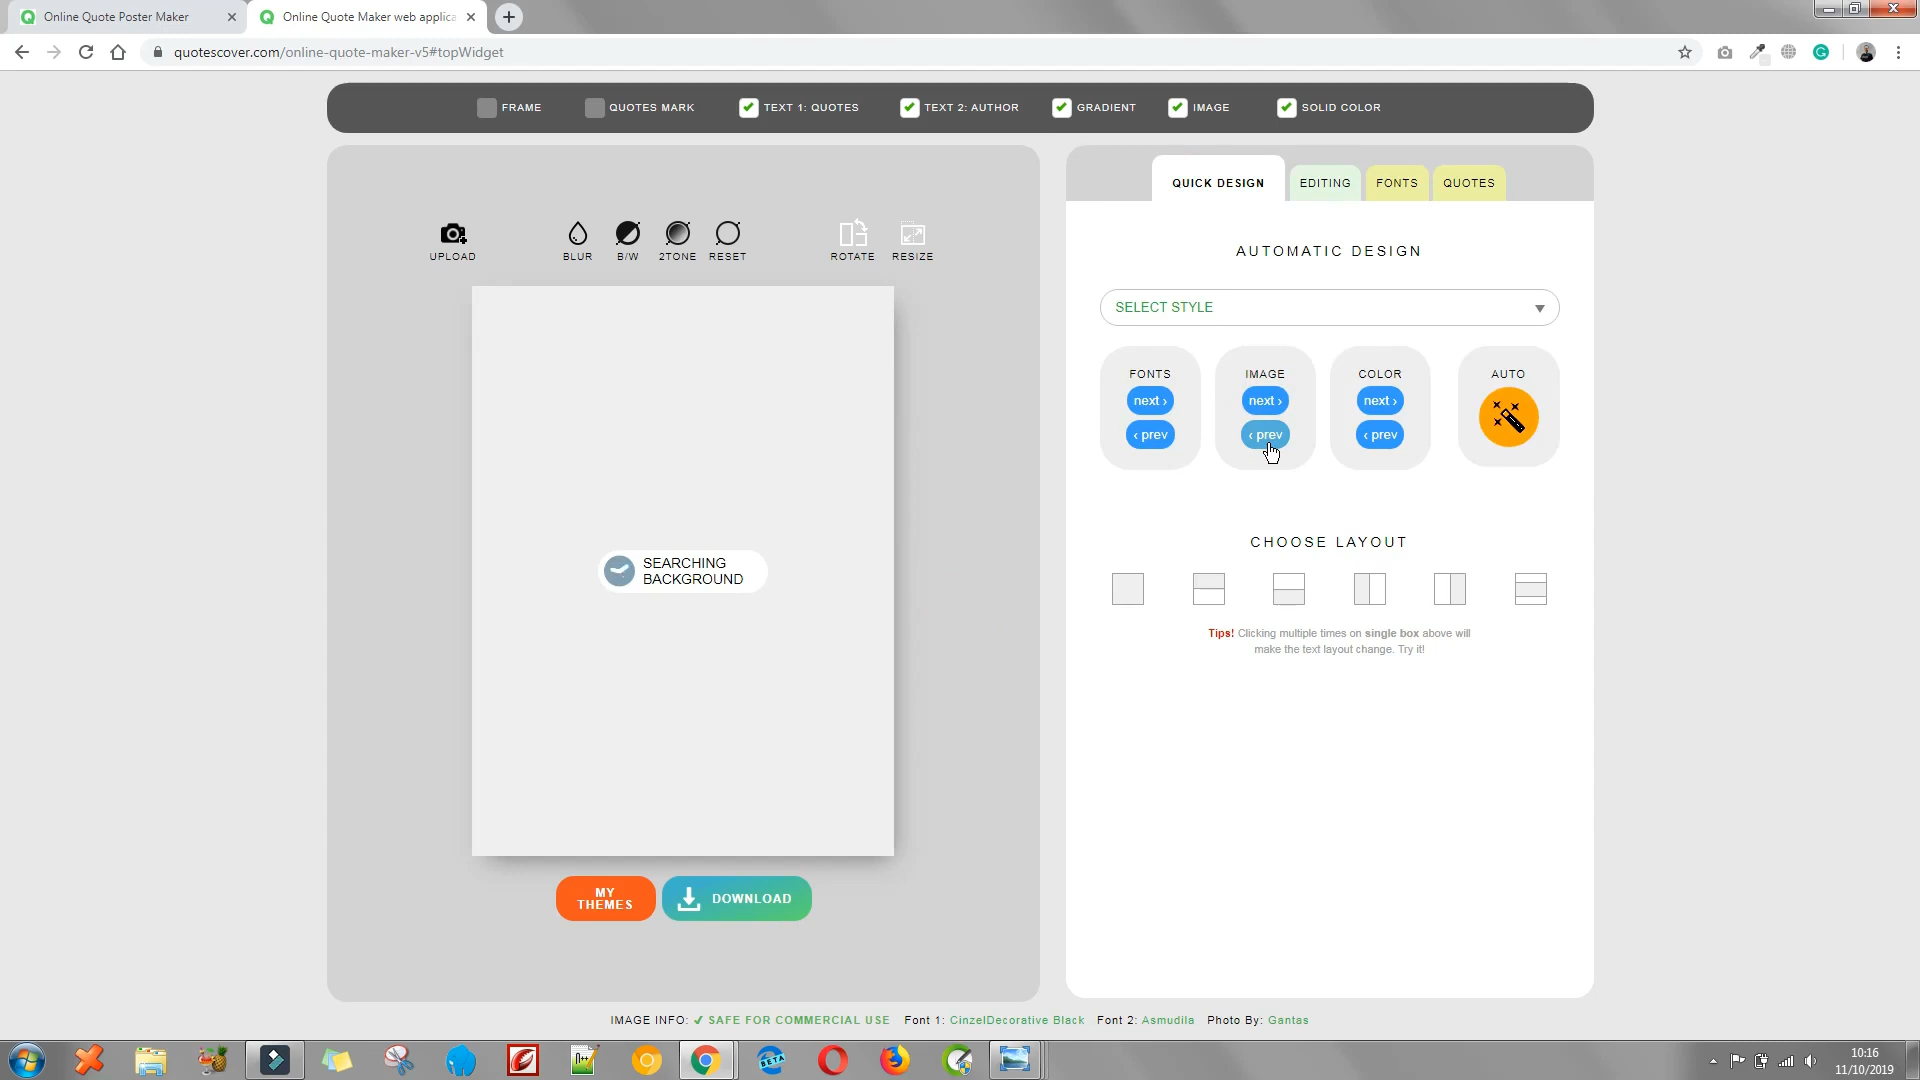 Online Quote Poster Maker
Online Quote Maker web applica
quotescover.com/online-quote-maker-v5#topWidget
FRAME
QUOTES MARK
TEXT 1: QUOTES
TEXT 2: AUTHOR
GRADIENT
IMAGE
SOLID COLOR
UPLOAD
BLUR
B/W
2TONE
RESET
ROTATE
RESIZE
SEARCHING
BACKGROUND
MY
THEMES
DOWNLOAD
QUICK DESIGN
EDITING
FONTS
QUOTES
AUTOMATIC DESIGN
SELECT STYLE
FONTS
next ›
‹ prev
IMAGE
next ›
‹ prev
COLOR
next ›
‹ prev
AUTO
CHOOSE LAYOUT
Tips! Clicking multiple times on single box above will
make the text layout change. Try it!
IMAGE INFO: ✔ SAFE FOR COMMERCIAL USE Font 1: CinzelDecorative Black Font 2: Asmudila Photo By: Gantas
BETA
10:16
11/10/2019